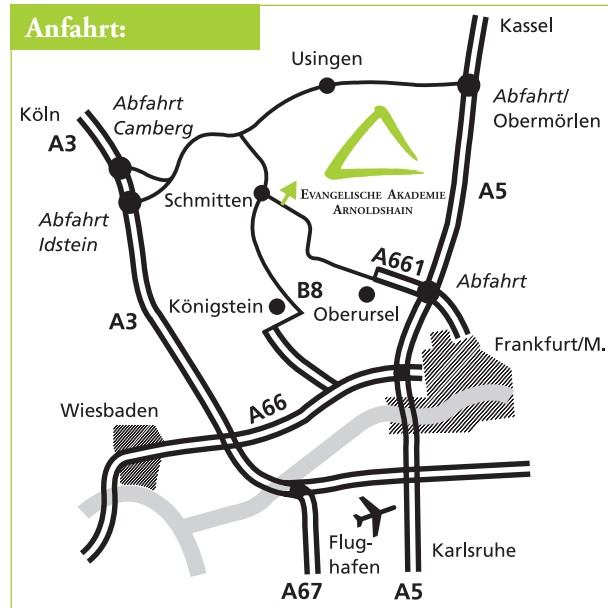 Anfahrt:
Kassel
Usingen
Köln
Abfahrt
Camberg
Abfahrt/
Obermörlen
A3
Schmitten
EVANGELISCHE AKADEMIE
ARNOLDSHAIN
A5
Abfahrt
Idstein
A661
Abfahrt
A3
Königstein
B8
Oberursel
Frankfurt/M.
Wiesbaden
A66
Flug-
hafen
Karlsruhe
A67
A5